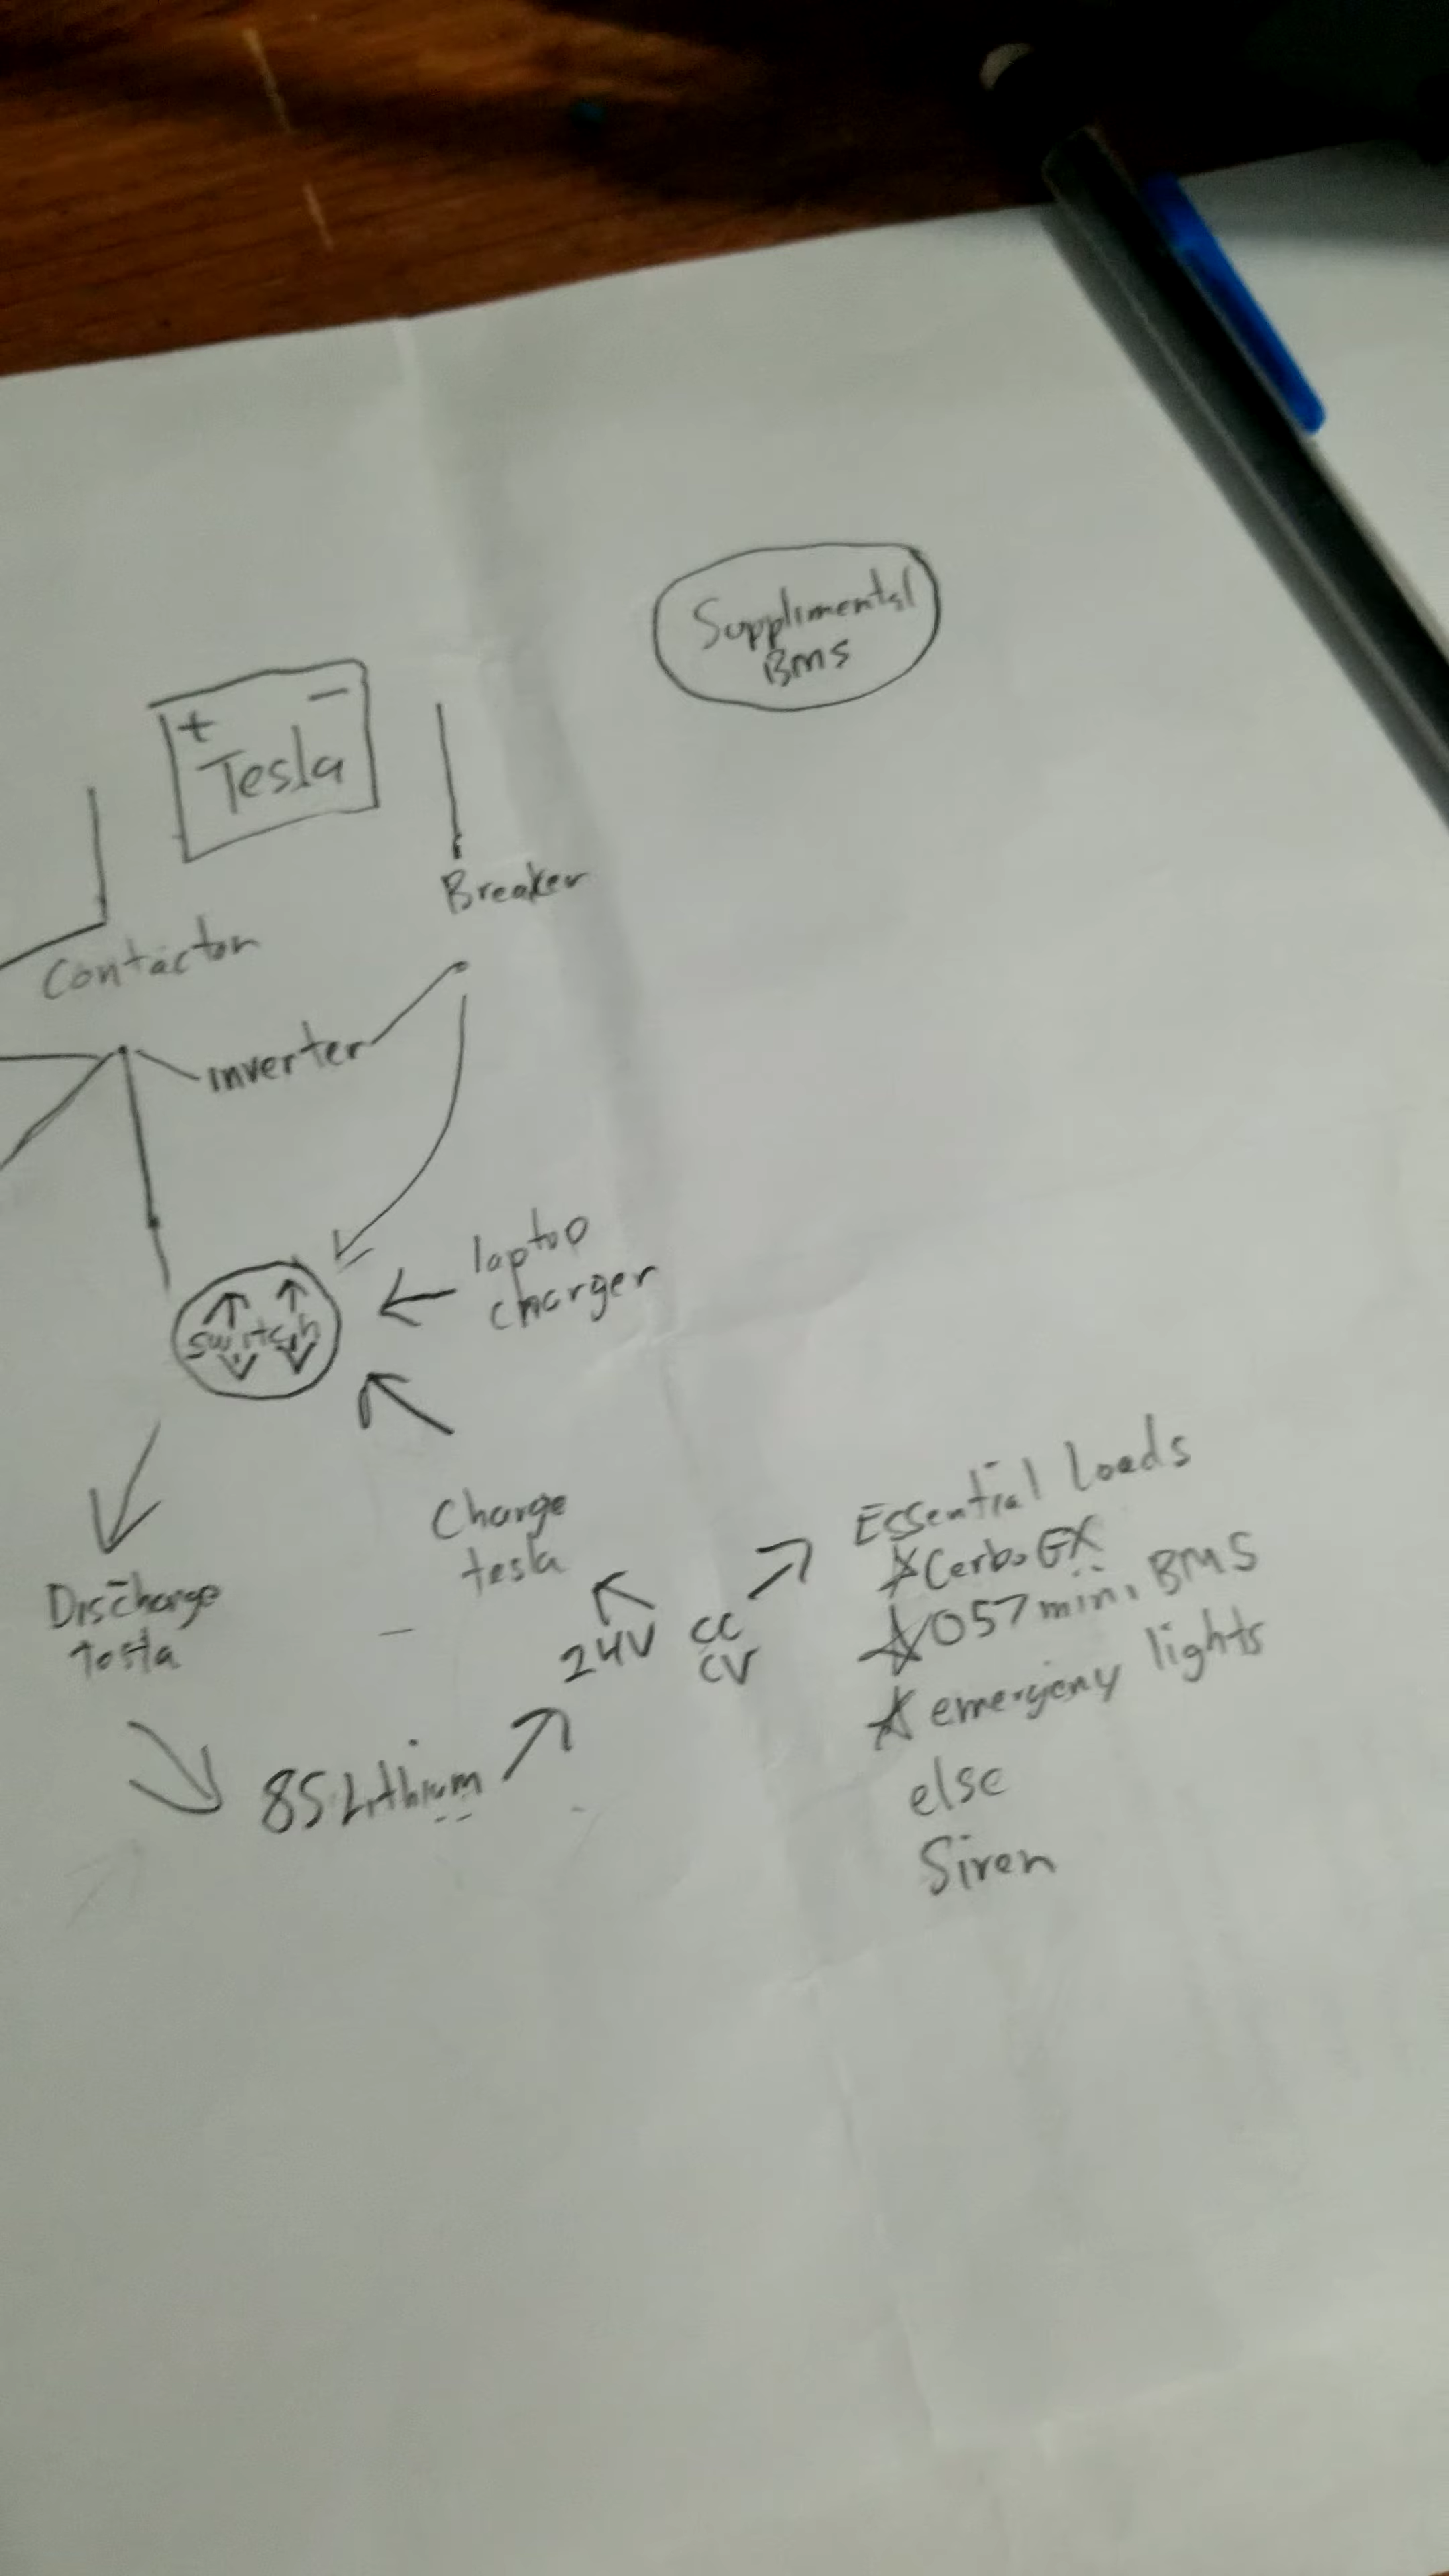 Supplimental
BMS
+ −
Tesla
Breaker
Contactor
inverter
laptop
charger
switch
Charge
tesla
Discharge
tesla
8S Lithium
24V CC
CV
Essential loads
Cerbo GX
057 mini BMS
emergeny lights
else
Siren